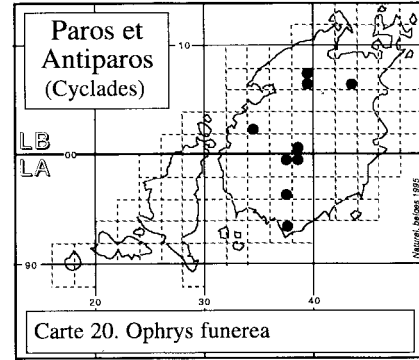 Paros et
Antiparos
(Cyclades)
10
LB
00
LA
90
20
30
40
Natural. belges 1995
Carte 20. Ophrys funerea